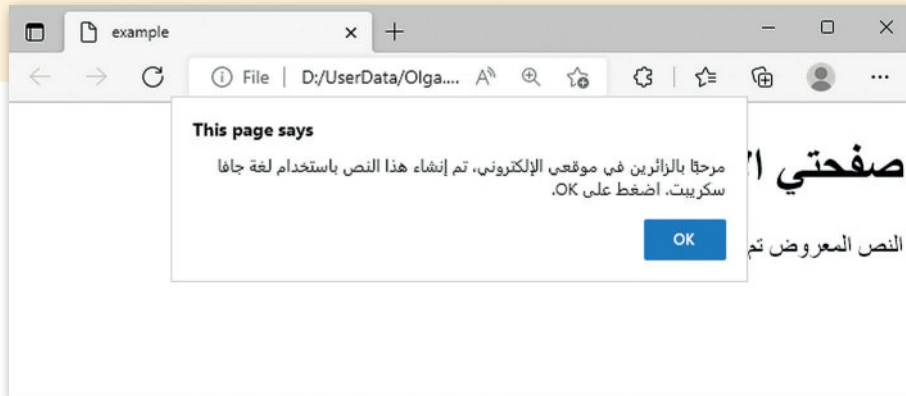 example
File | D:/UserData/Olga....
This page says
مرحبًا بالزائرين في موقعي الإلكتروني، تم إنشاء هذا النص باستخدام لغة جافا
سكريبت. اضغط على OK.
OK
صفحتي
النص المعروض تم